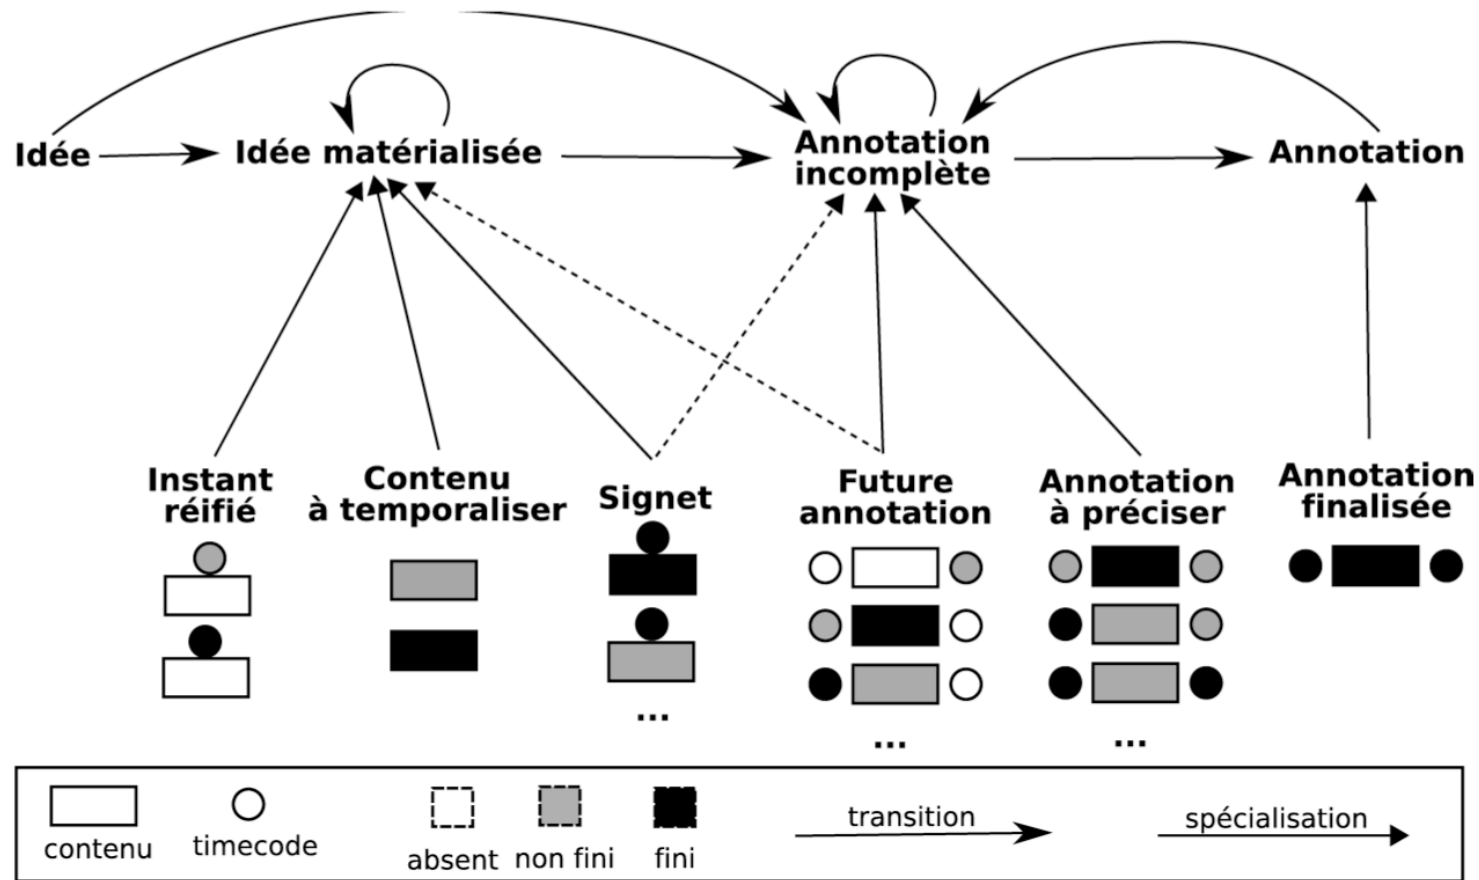 Idée
Idée matérialisée
Annotation
incomplète
Annotation
Instant
réifié
Contenu
à temporaliser
Signet
...
Future
annotation
...
Annotation
à préciser
...
Annotation
finalisée
contenu
timecode
absent
non fini
fini
transition
spécialisation